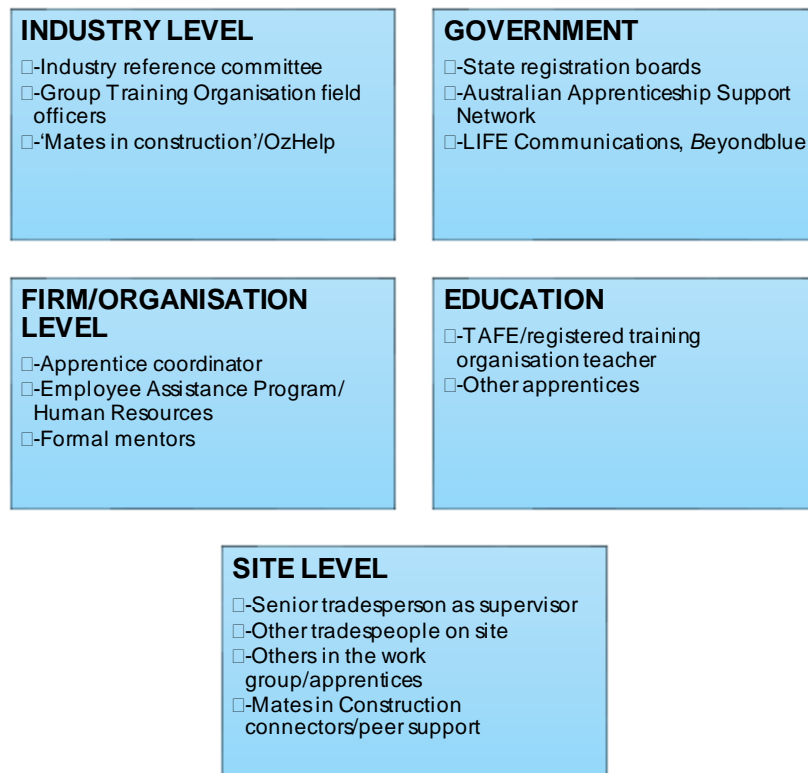 INDUSTRY LEVEL
□-Industry reference committee
□-Group Training Organisation field
officers
□-‘Mates in construction’/OzHelp
GOVERNMENT
□-State registration boards
□-Australian Apprenticeship Support
Network
□-LIFE Communications, Beyondblue
FIRM/ORGANISATION
LEVEL
□-Apprentice coordinator
□-Employee Assistance Program/
Human Resources
□-Formal mentors
EDUCATION
□-TAFE/registered training
organisation teacher
□-Other apprentices
SITE LEVEL
□-Senior tradesperson as supervisor
□-Other tradespeople on site
□-Others in the work
group/apprentices
□-Mates in Construction
connectors/peer support